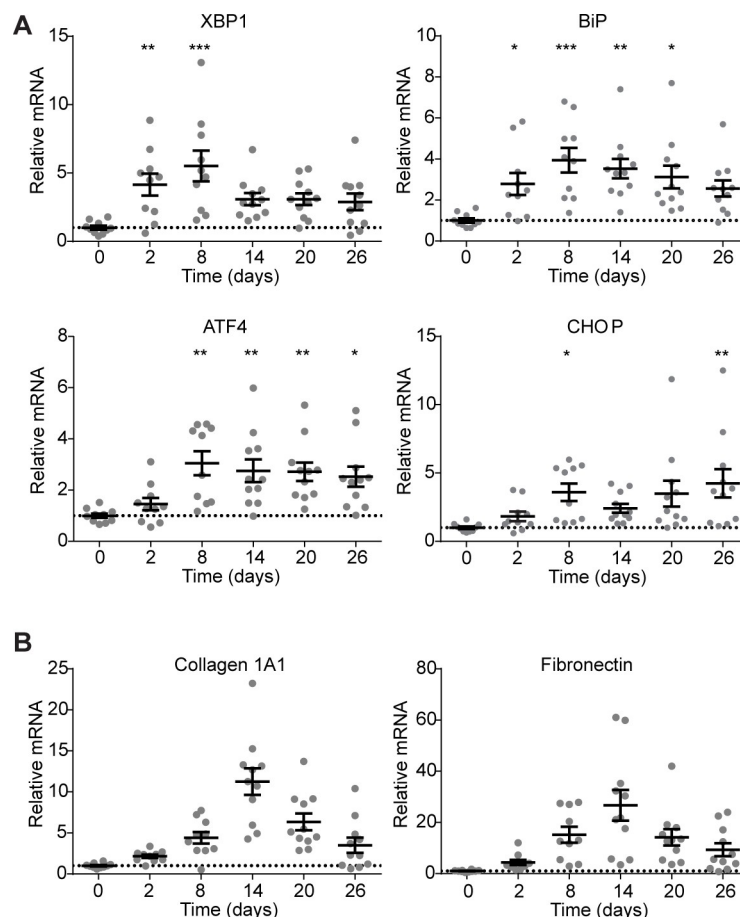 A
XBP1
BiP
** ***
* *** ** *
Relative mRNA
15
10
5
0
0 2 8 14 20 26
Time (days)
Relative mRNA
10
8
6
4
2
0
0 2 8 14 20 26
Time (days)
ATF4
CHOP
** ** ** *
* **
Relative mRNA
8
6
4
2
0
0 2 8 14 20 26
Time (days)
Relative mRNA
15
10
5
0
0 2 8 14 20 26
Time (days)
B
Collagen 1A1
Fibronectin
Relative mRNA
25
20
15
10
5
0
0 2 8 14 20 26
Time (days)
Relative mRNA
80
60
40
20
0
0 2 8 14 20 26
Time (days)